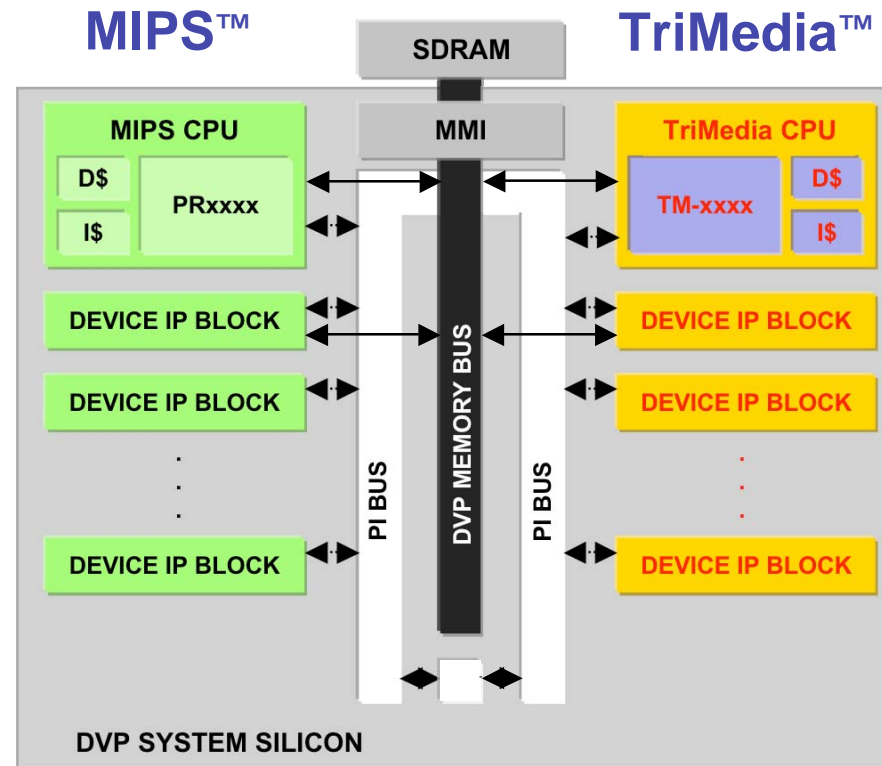 MIPS™
TriMedia™
SDRAM
MMI
MIPS CPU
D$
I$
PRxxxx
TriMedia CPU
TM-xxxx
D$
I$
DEVICE IP BLOCK
DEVICE IP BLOCK
.
.
.
DEVICE IP BLOCK
PI BUS
DVP MEMORY BUS
PI BUS
DEVICE IP BLOCK
DEVICE IP BLOCK
.
.
.
DEVICE IP BLOCK
DVP SYSTEM SILICON